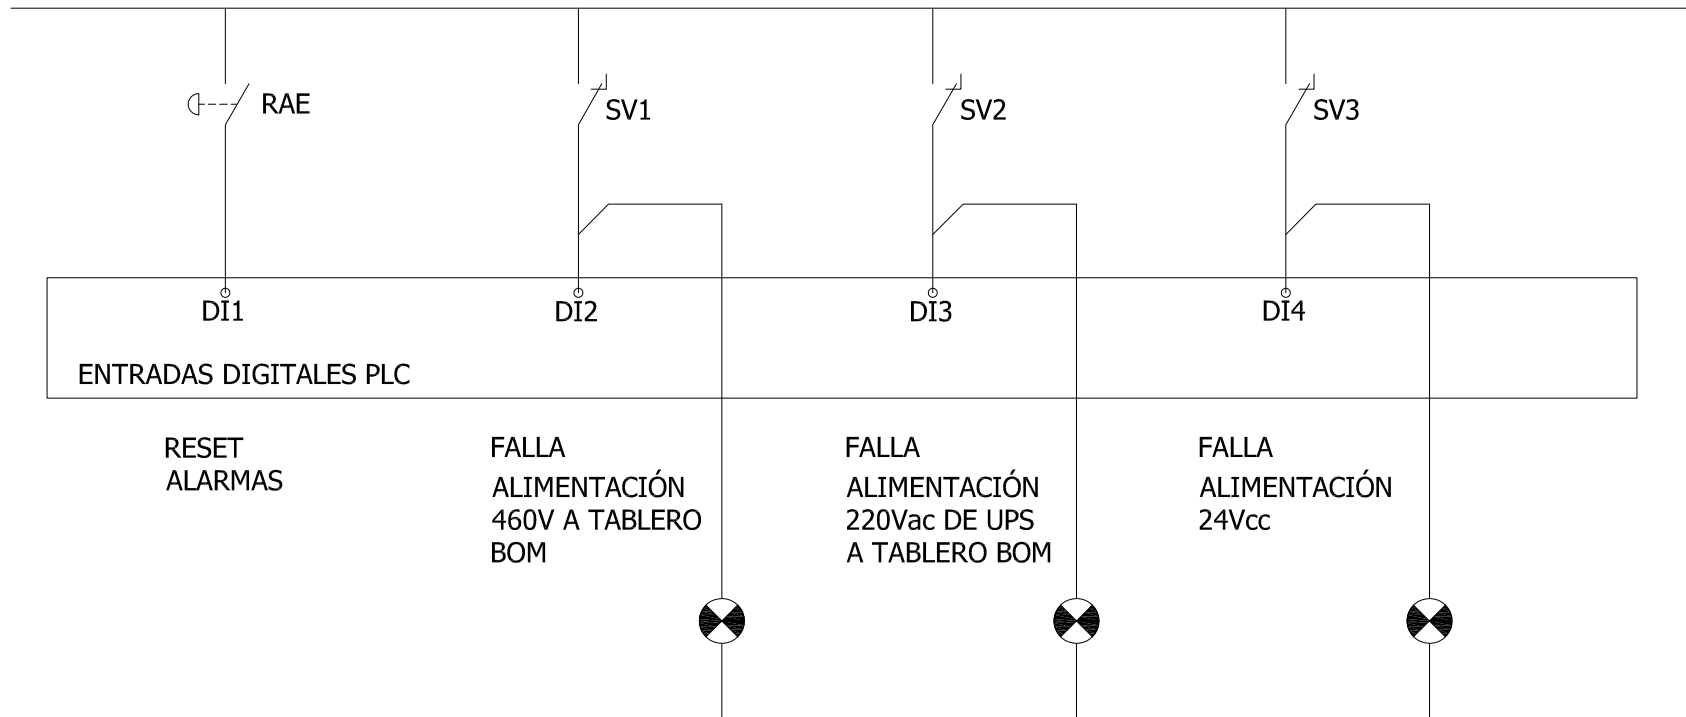 RAE
SV1
SV2
SV3
DI1
DI2
DI3
DI4
ENTRADAS DIGITALES PLC
RESET
ALARMAS
FALLA
ALIMENTACIÓN
460V A TABLERO
BOM
FALLA
ALIMENTACIÓN
220Vac DE UPS
A TABLERO BOM
FALLA
ALIMENTACIÓN
24Vcc